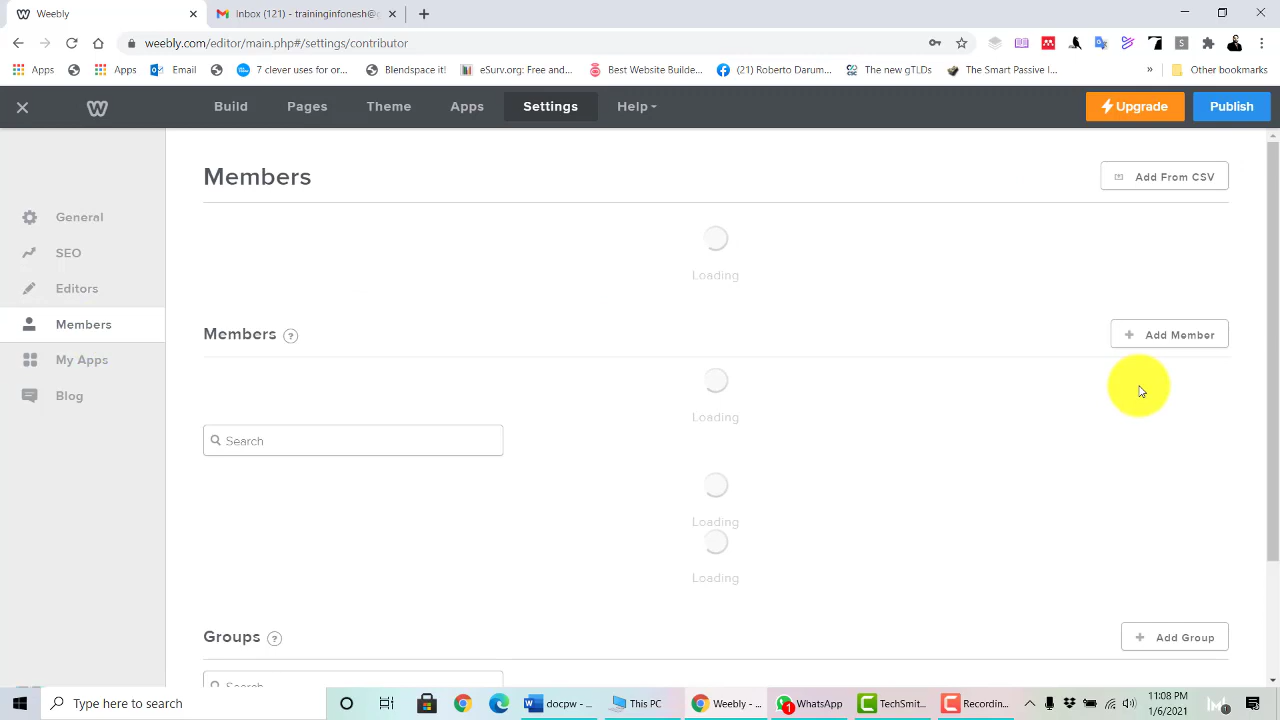 Weebly
Inbox (121) - traininginfonesh@g
weebly.com/editor/main.php#/setting/contributor
Apps
Apps
Email
7 clever uses for or...
Blendspace it!
eSurv.org: Free and...
Best Website Builde...
(21) Roberto Darum...
The new gTLDs
The Smart Passive I...
»
Other bookmarks
Build
Pages
Theme
Apps
Settings
Help
Upgrade
Publish
General
SEO
Editors
Members
My Apps
Blog
Members
Add From CSV
Loading
Members ?
+ Add Member
Loading
Search
Loading
Loading
Groups ?
+ Add Group
Search
Type here to search
docpw - ...
This PC
Weebly - ...
1
WhatsApp
TechSmit...
Recordin...
11:08 PM
1/6/2021